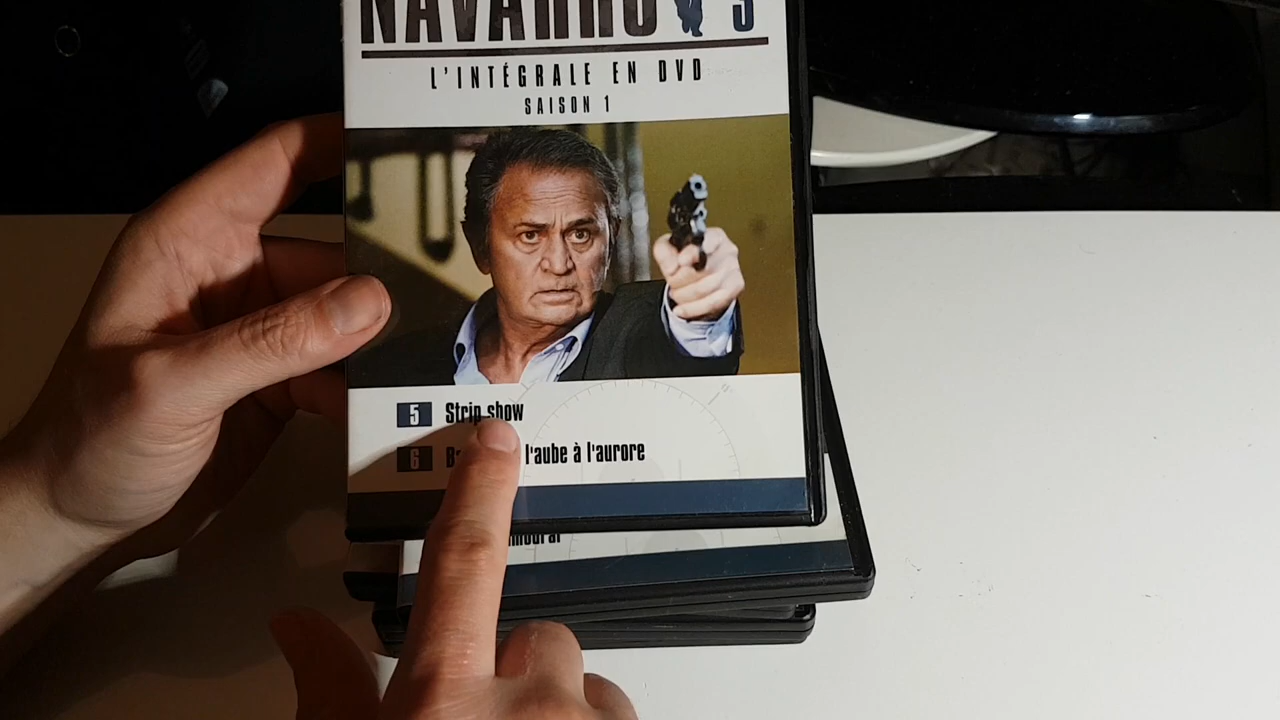 NAVARRO 3
L'INTÉGRALE EN DVD
SAISON 1
5 Strip show
6 l'aube à l'aurore